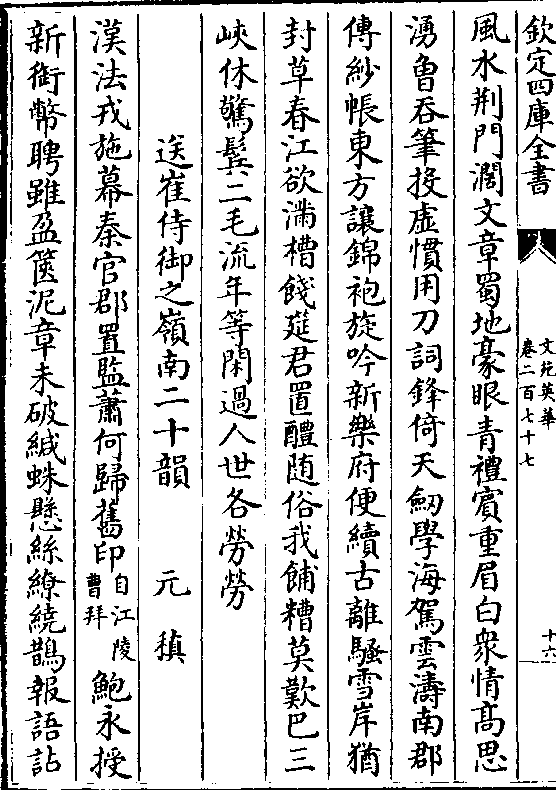 欽定四庫全書
文苑英華
卷二百七十七
十六
風水荆門濶文章蜀地豪眼青禮賓重眉白衆情髙思
湧魯吞筆投虚慣用刀詞鋒倚天劒學海駕雲濤南郡
傳紗帳東方讓錦袍旋吟新樂府便續古離騷雪岸猶
封草春江欲滿槽餞筵君置醴随俗我餔糟莫歎巴三
峽休驚鬂二毛流年等閑過人世各勞勞
送崔侍御之嶺南二十韻　元稹
漢法戎施幕秦官郡置監蕭何歸舊印自江陵曹拜鮑永授
新銜幣聘雖盈篋泥章未破緘蛛懸絲繚繞鵲報語詀